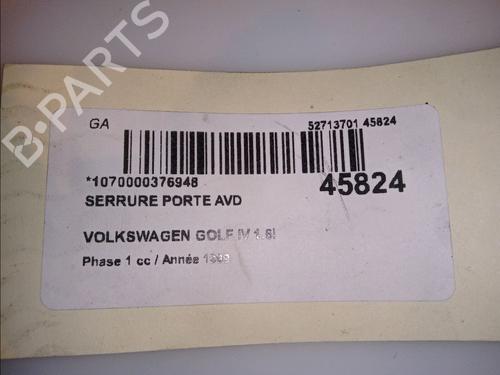 B-PARTS
GA
52713701 45824
*1070000376948
45824
SERRURE PORTE AVD
VOLKSWAGEN GOLF IV 1.6I
Phase 1 cc / Année